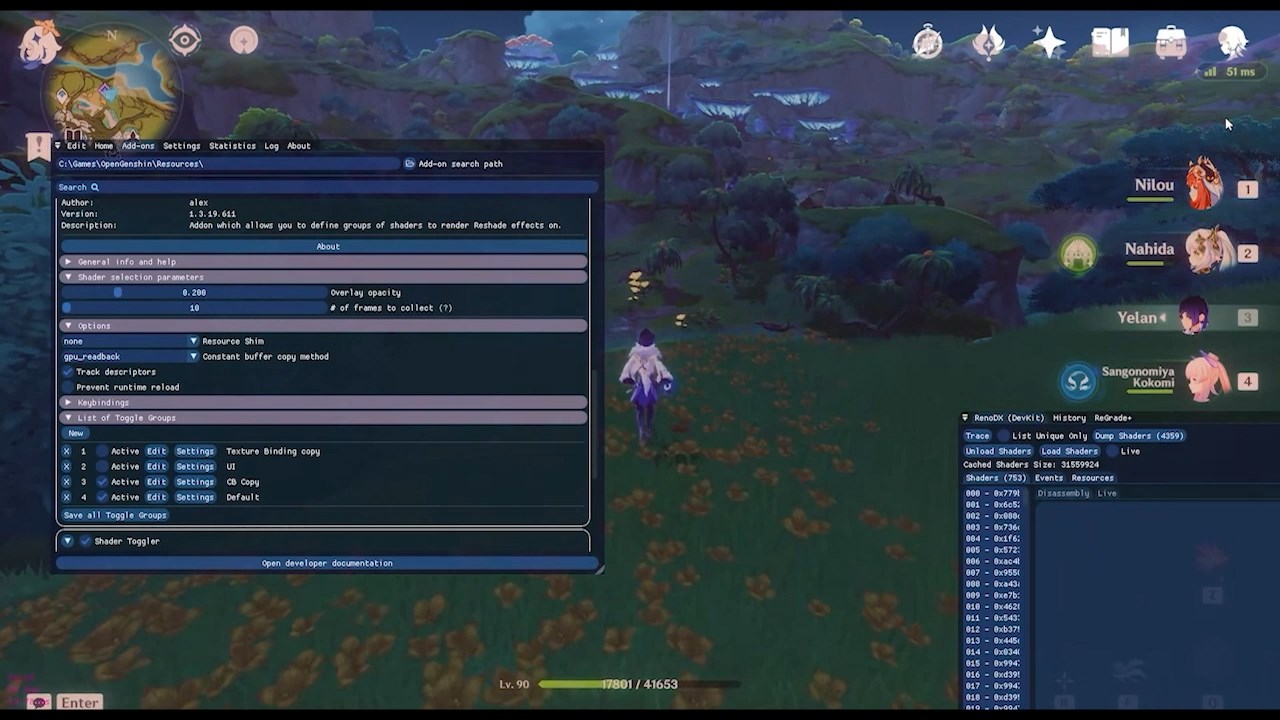 N
51 ms
Edit Home Add-ons Settings Statistics Log About
C:\Games\OpenGenshin\Resources\ Add-on search path
Search
Author: alex
Version: 1.3.19.611
Description: Addon which allows you to define groups of shaders to render Reshade effects on.
About
General info and help
Shader selection parameters
0.200 Overlay opacity
10 # of frames to collect (?)
Options
none Resource Shim
gpu_readback Constant buffer copy method
Track descriptors
Prevent runtime reload
Keybindings
List of Toggle Groups
New
X 1 Active Edit Settings Texture Binding copy
X 2 Active Edit Settings UI
X 3 Active Edit Settings CB Copy
X 4 Active Edit Settings Default
Save all Toggle Groups
Shader Toggler
Open developer documentation
Nilou 1
Nahida 2
Yelan 3
Sangonomiya
Kokomi 4
RenoDX (DevKit) History ReGrade+
Trace List Unique Only Dump Shaders (4359)
Unload Shaders Load Shaders Live
Cached Shaders Size: 31559924
Shaders (753) Events Resources
Disassembly Live
Lv. 90 17801 / 41653
Enter